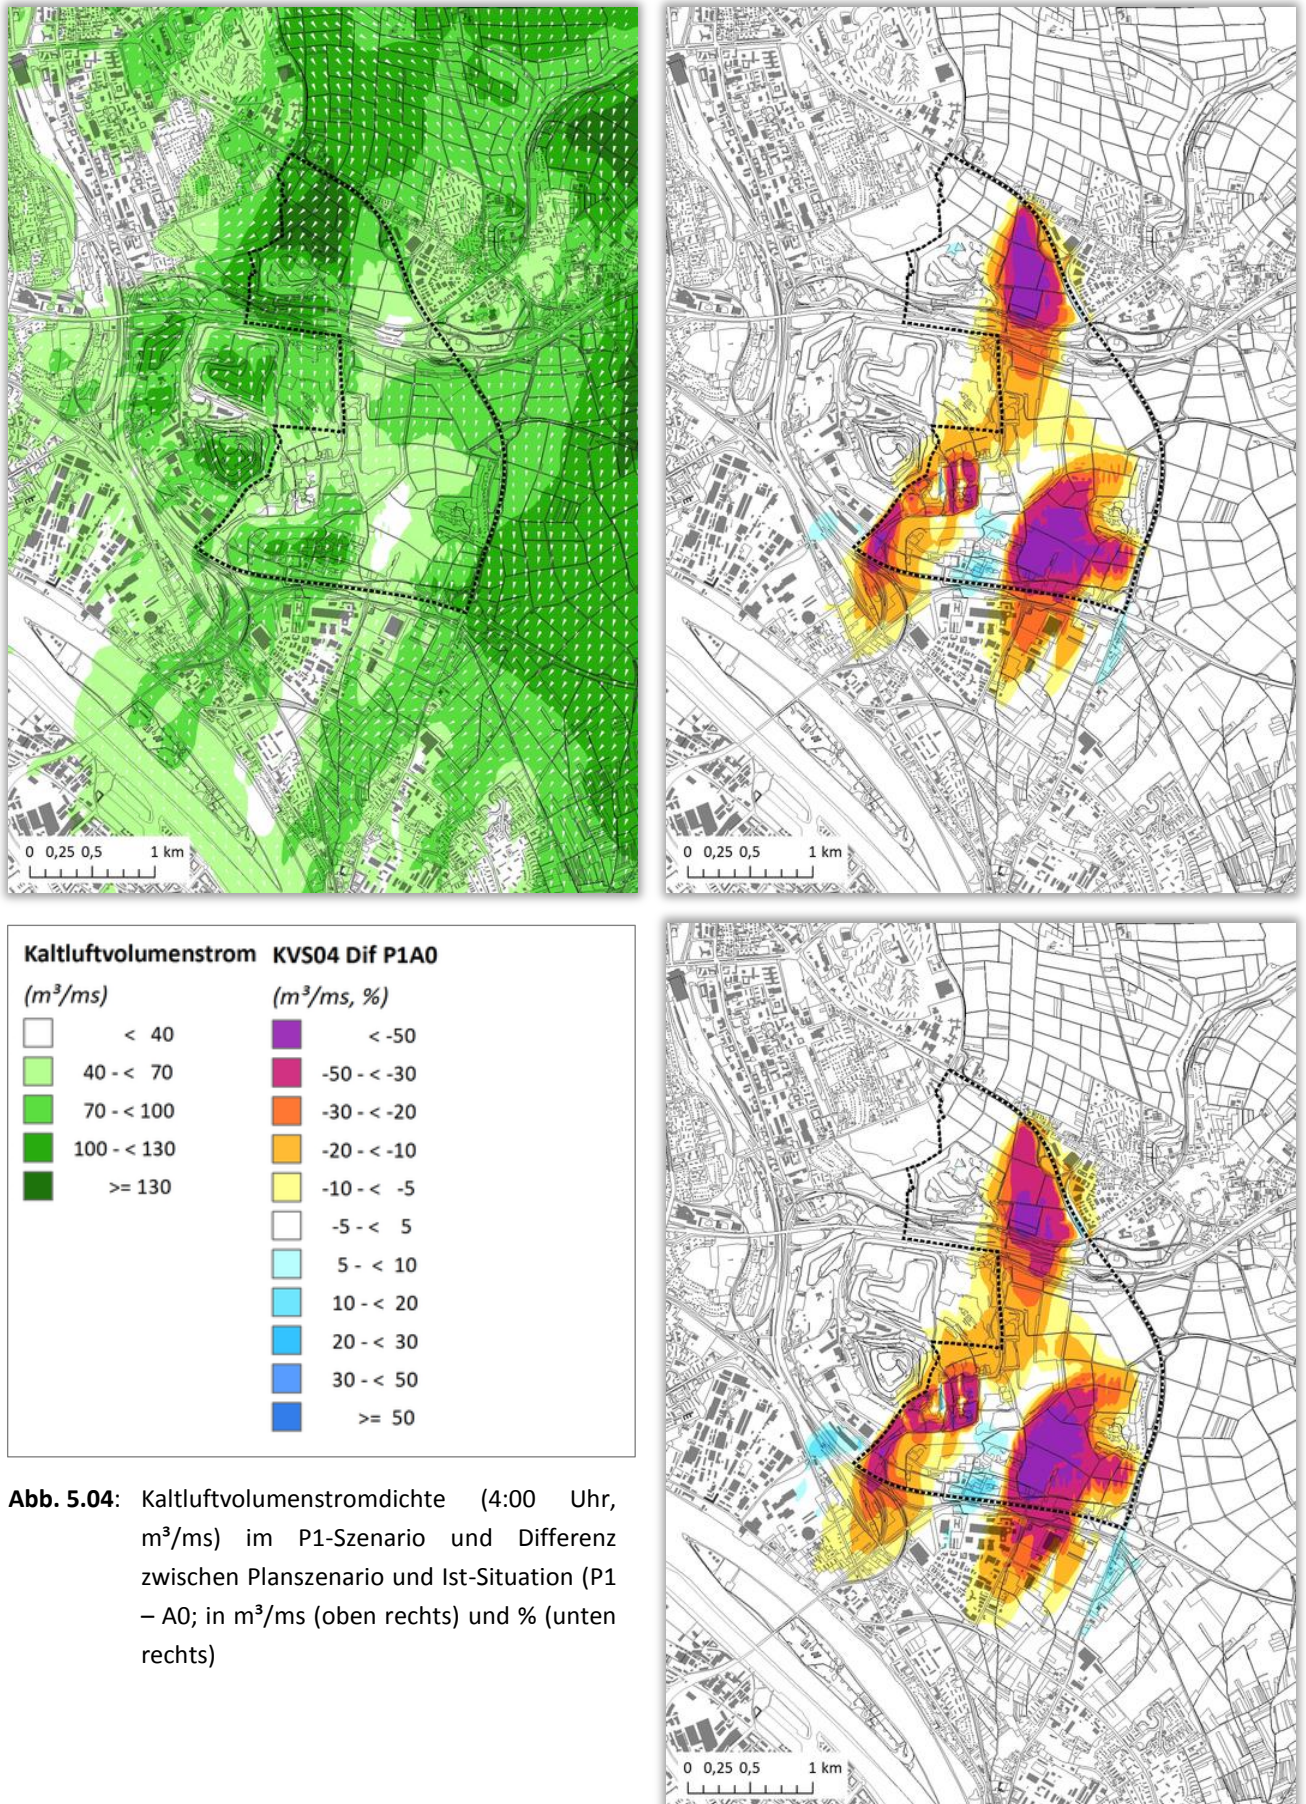 0 0,25 0,5 1 km
0 0,25 0,5 1 km
Kaltluftvolumenstrom
(m³/ms)
< 40
40 - < 70
70 - < 100
100 - < 130
>= 130
KVS04 Dif P1A0
(m³/ms, %)
< -50
-50 - < -30
-30 - < -20
-20 - < -10
-10 - < -5
-5 - < 5
5 - < 10
10 - < 20
20 - < 30
30 - < 50
>= 50
Abb. 5.04: Kaltluftvolumenstromdichte (4:00 Uhr,
m³/ms) im P1-Szenario und Differenz
zwischen Planszenario und Ist-Situation (P1
– A0; in m³/ms (oben rechts) und % (unten
rechts)
0 0,25 0,5 1 km